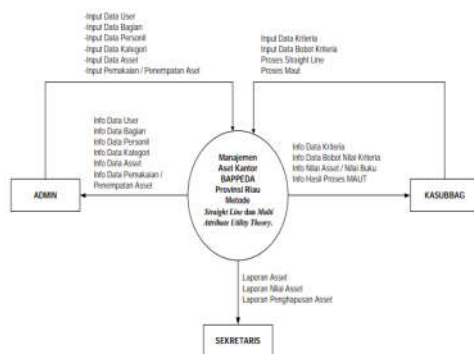 -Input Data User
-Input Data Bagian
-Input Data Personil
-Input Data Kategori
-Input Data Asset
-Input Pemakaian / Penempatan Aset
Input Data Kriteria
Input Data Bobot Kriteria
Proses Straight Line
Proses Maut
Info Data User
Info Data Bagian
Info Data Personil
Info Data Kategori
Info Data Asset
Info Data Pemakaian /
Penempatan Asset
ADMIN
Manajemen
Aset Kantor
BAPPEDA
Provinsi Riau
Metode
Straight Line dan Multi
Attribute Utility Theory.
Info Data Kriteria
Info Data Bobot Nilai Kriteria
Info Nilai Asset / Nilai Buku
Info Hasil Proses MAUT
KASUBBAG
Laporan Asset
Laporan Nilai Asset
Laporan Penghapusan Asset
SEKRETARIS